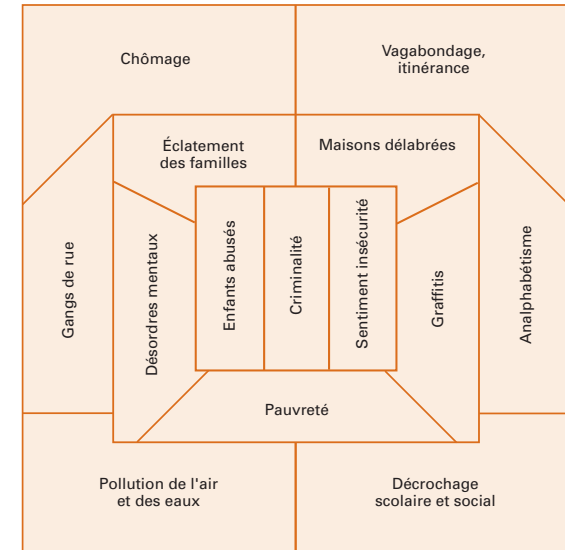 Chômage
Vagabondage,
itinérance
Éclatement
des familles
Maisons délabrées
Gangs de rue
Désordres mentaux
Enfants abusés
Criminalité
Sentiment insécurité
Graffitis
Analphabétisme
Pauvreté
Pollution de l'air
et des eaux
Décrochage
scolaire et social